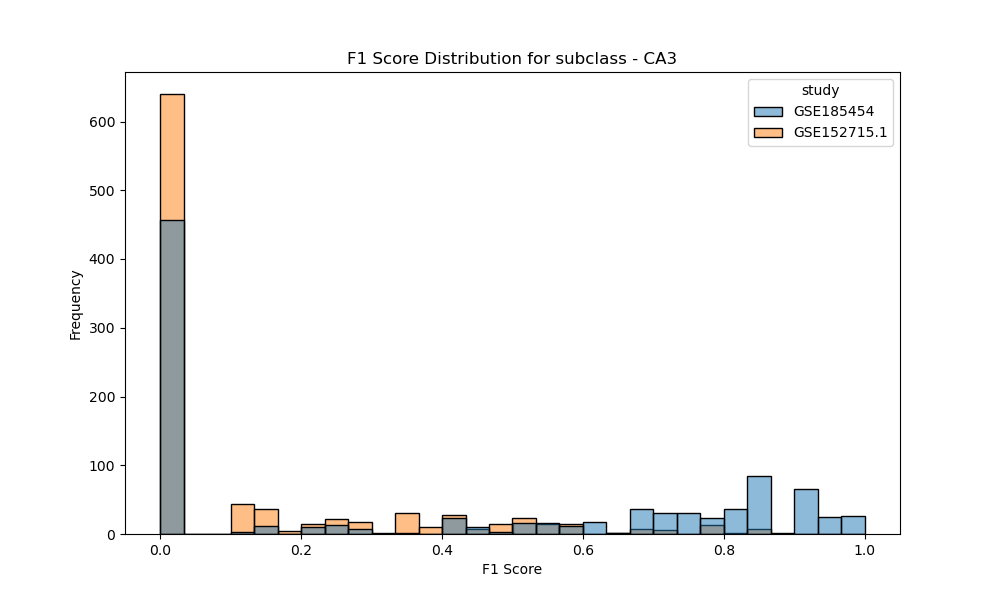 F1 Score Distribution for subclass - CA3
study
GSE185454
GSE152715.1
Frequency
600
500
400
300
200
100
0
0.0 0.2 0.4 0.6 0.8 1.0
F1 Score